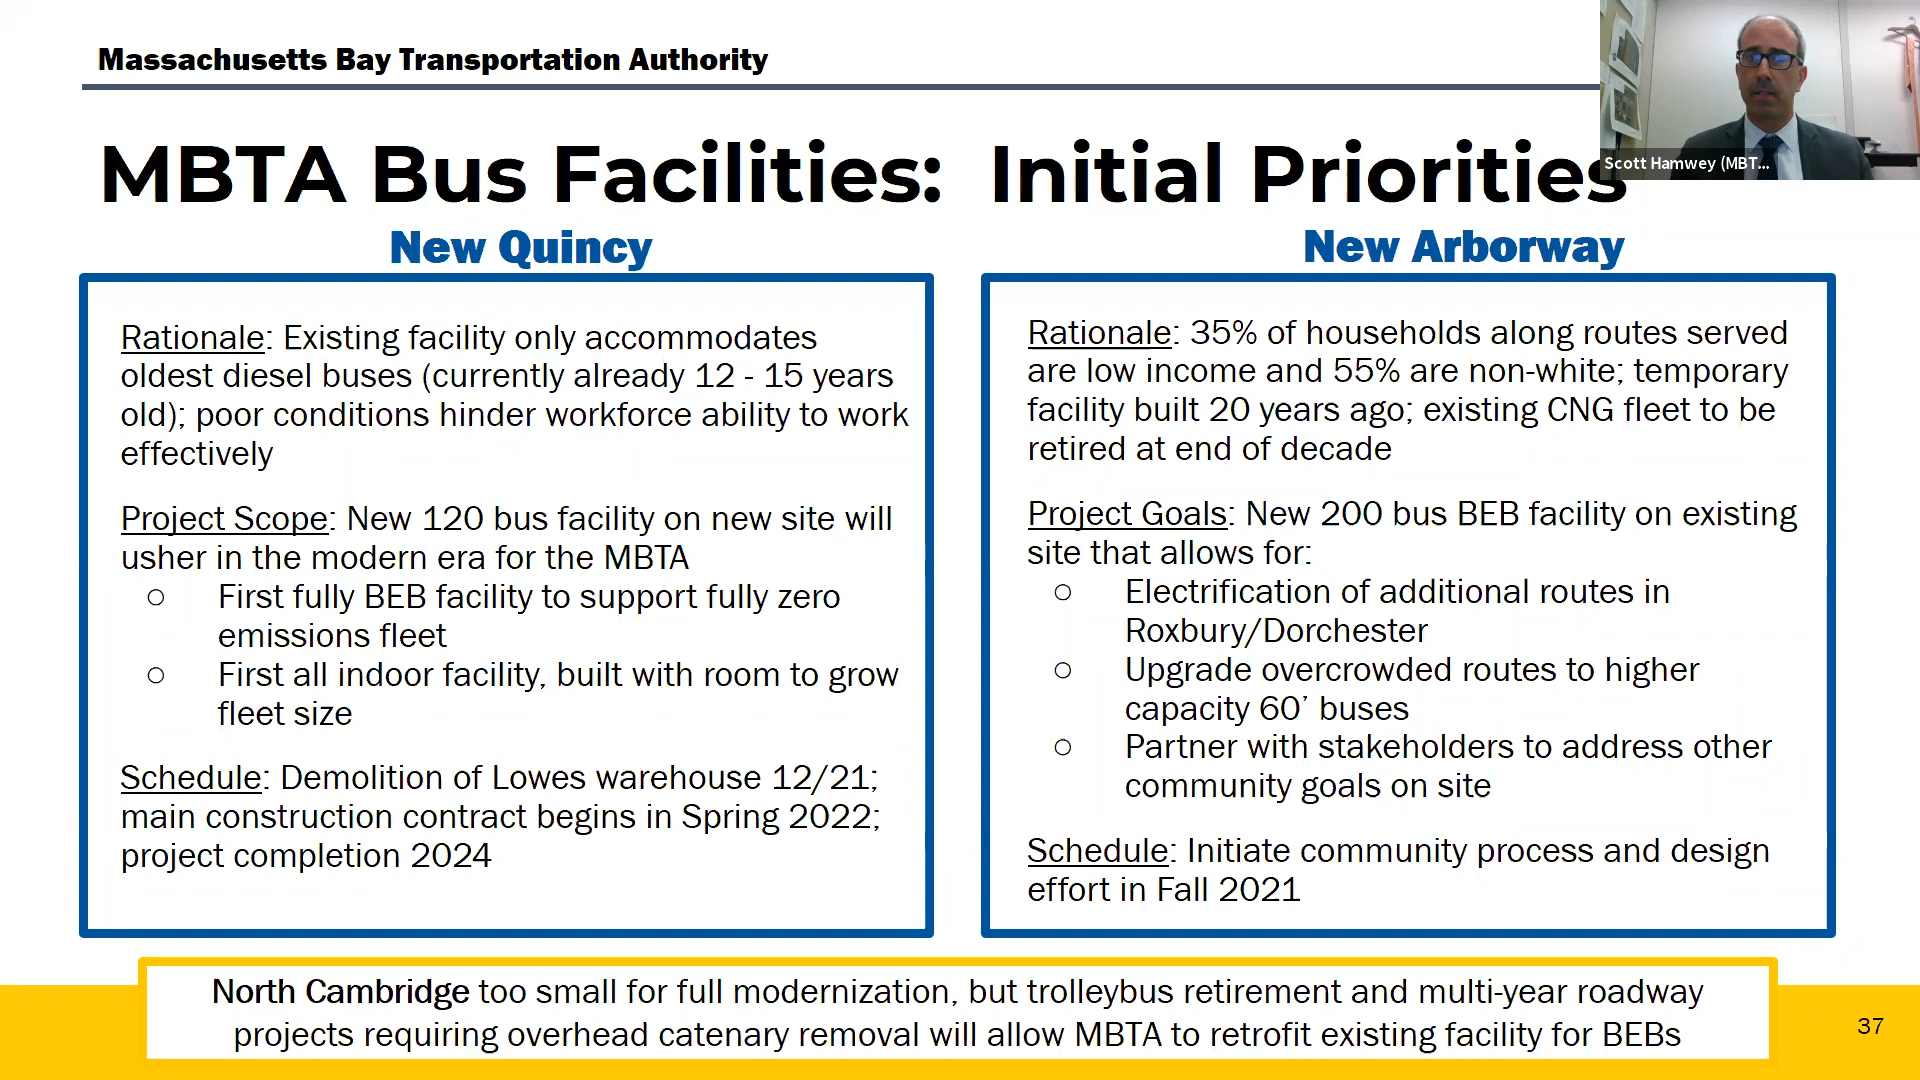 Massachusetts Bay Transportation Authority
Scott Hamwey (MBT...
MBTA Bus Facilities: Initial Priorities
New Quincy
Rationale: Existing facility only accommodates
oldest diesel buses (currently already 12 - 15 years
old); poor conditions hinder workforce ability to work
effectively
Project Scope: New 120 bus facility on new site will
usher in the modern era for the MBTA
○ First fully BEB facility to support fully zero
emissions fleet
○ First all indoor facility, built with room to grow
fleet size
Schedule: Demolition of Lowes warehouse 12/21;
main construction contract begins in Spring 2022;
project completion 2024
New Arborway
Rationale: 35% of households along routes served
are low income and 55% are non-white; temporary
facility built 20 years ago; existing CNG fleet to be
retired at end of decade
Project Goals: New 200 bus BEB facility on existing
site that allows for:
○ Electrification of additional routes in
Roxbury/Dorchester
○ Upgrade overcrowded routes to higher
capacity 60’ buses
○ Partner with stakeholders to address other
community goals on site
Schedule: Initiate community process and design
effort in Fall 2021
North Cambridge too small for full modernization, but trolleybus retirement and multi-year roadway
projects requiring overhead catenary removal will allow MBTA to retrofit existing facility for BEBs
37